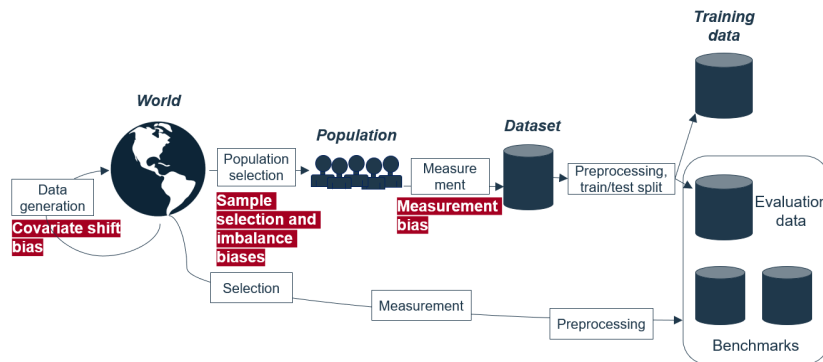 Training
data
World
Population
Dataset
Data
generation
Covariate shift
bias
Population
selection
Sample
selection and
imbalance
biases
Measure
ment
Measurement
bias
Preprocessing,
train/test split
Evaluation
data
Selection
Measurement
Preprocessing
Benchmarks